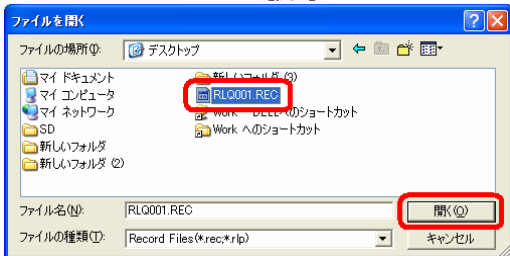 ファイルを開く
ファイルの場所(I):
デスクトップ
マイ ドキュメント
マイ コンピュータ
マイ ネットワーク
SD
新しいフォルダ
新しいフォルダ (2)
新しいフォルダ (3)
RLQ001.REC
Work DELLへのショートカット
Work へのショートカット
ファイル名(N):
RLQ001.REC
開く(O)
ファイルの種類(T):
Record Files(*.rec;*.rlp)
キャンセル